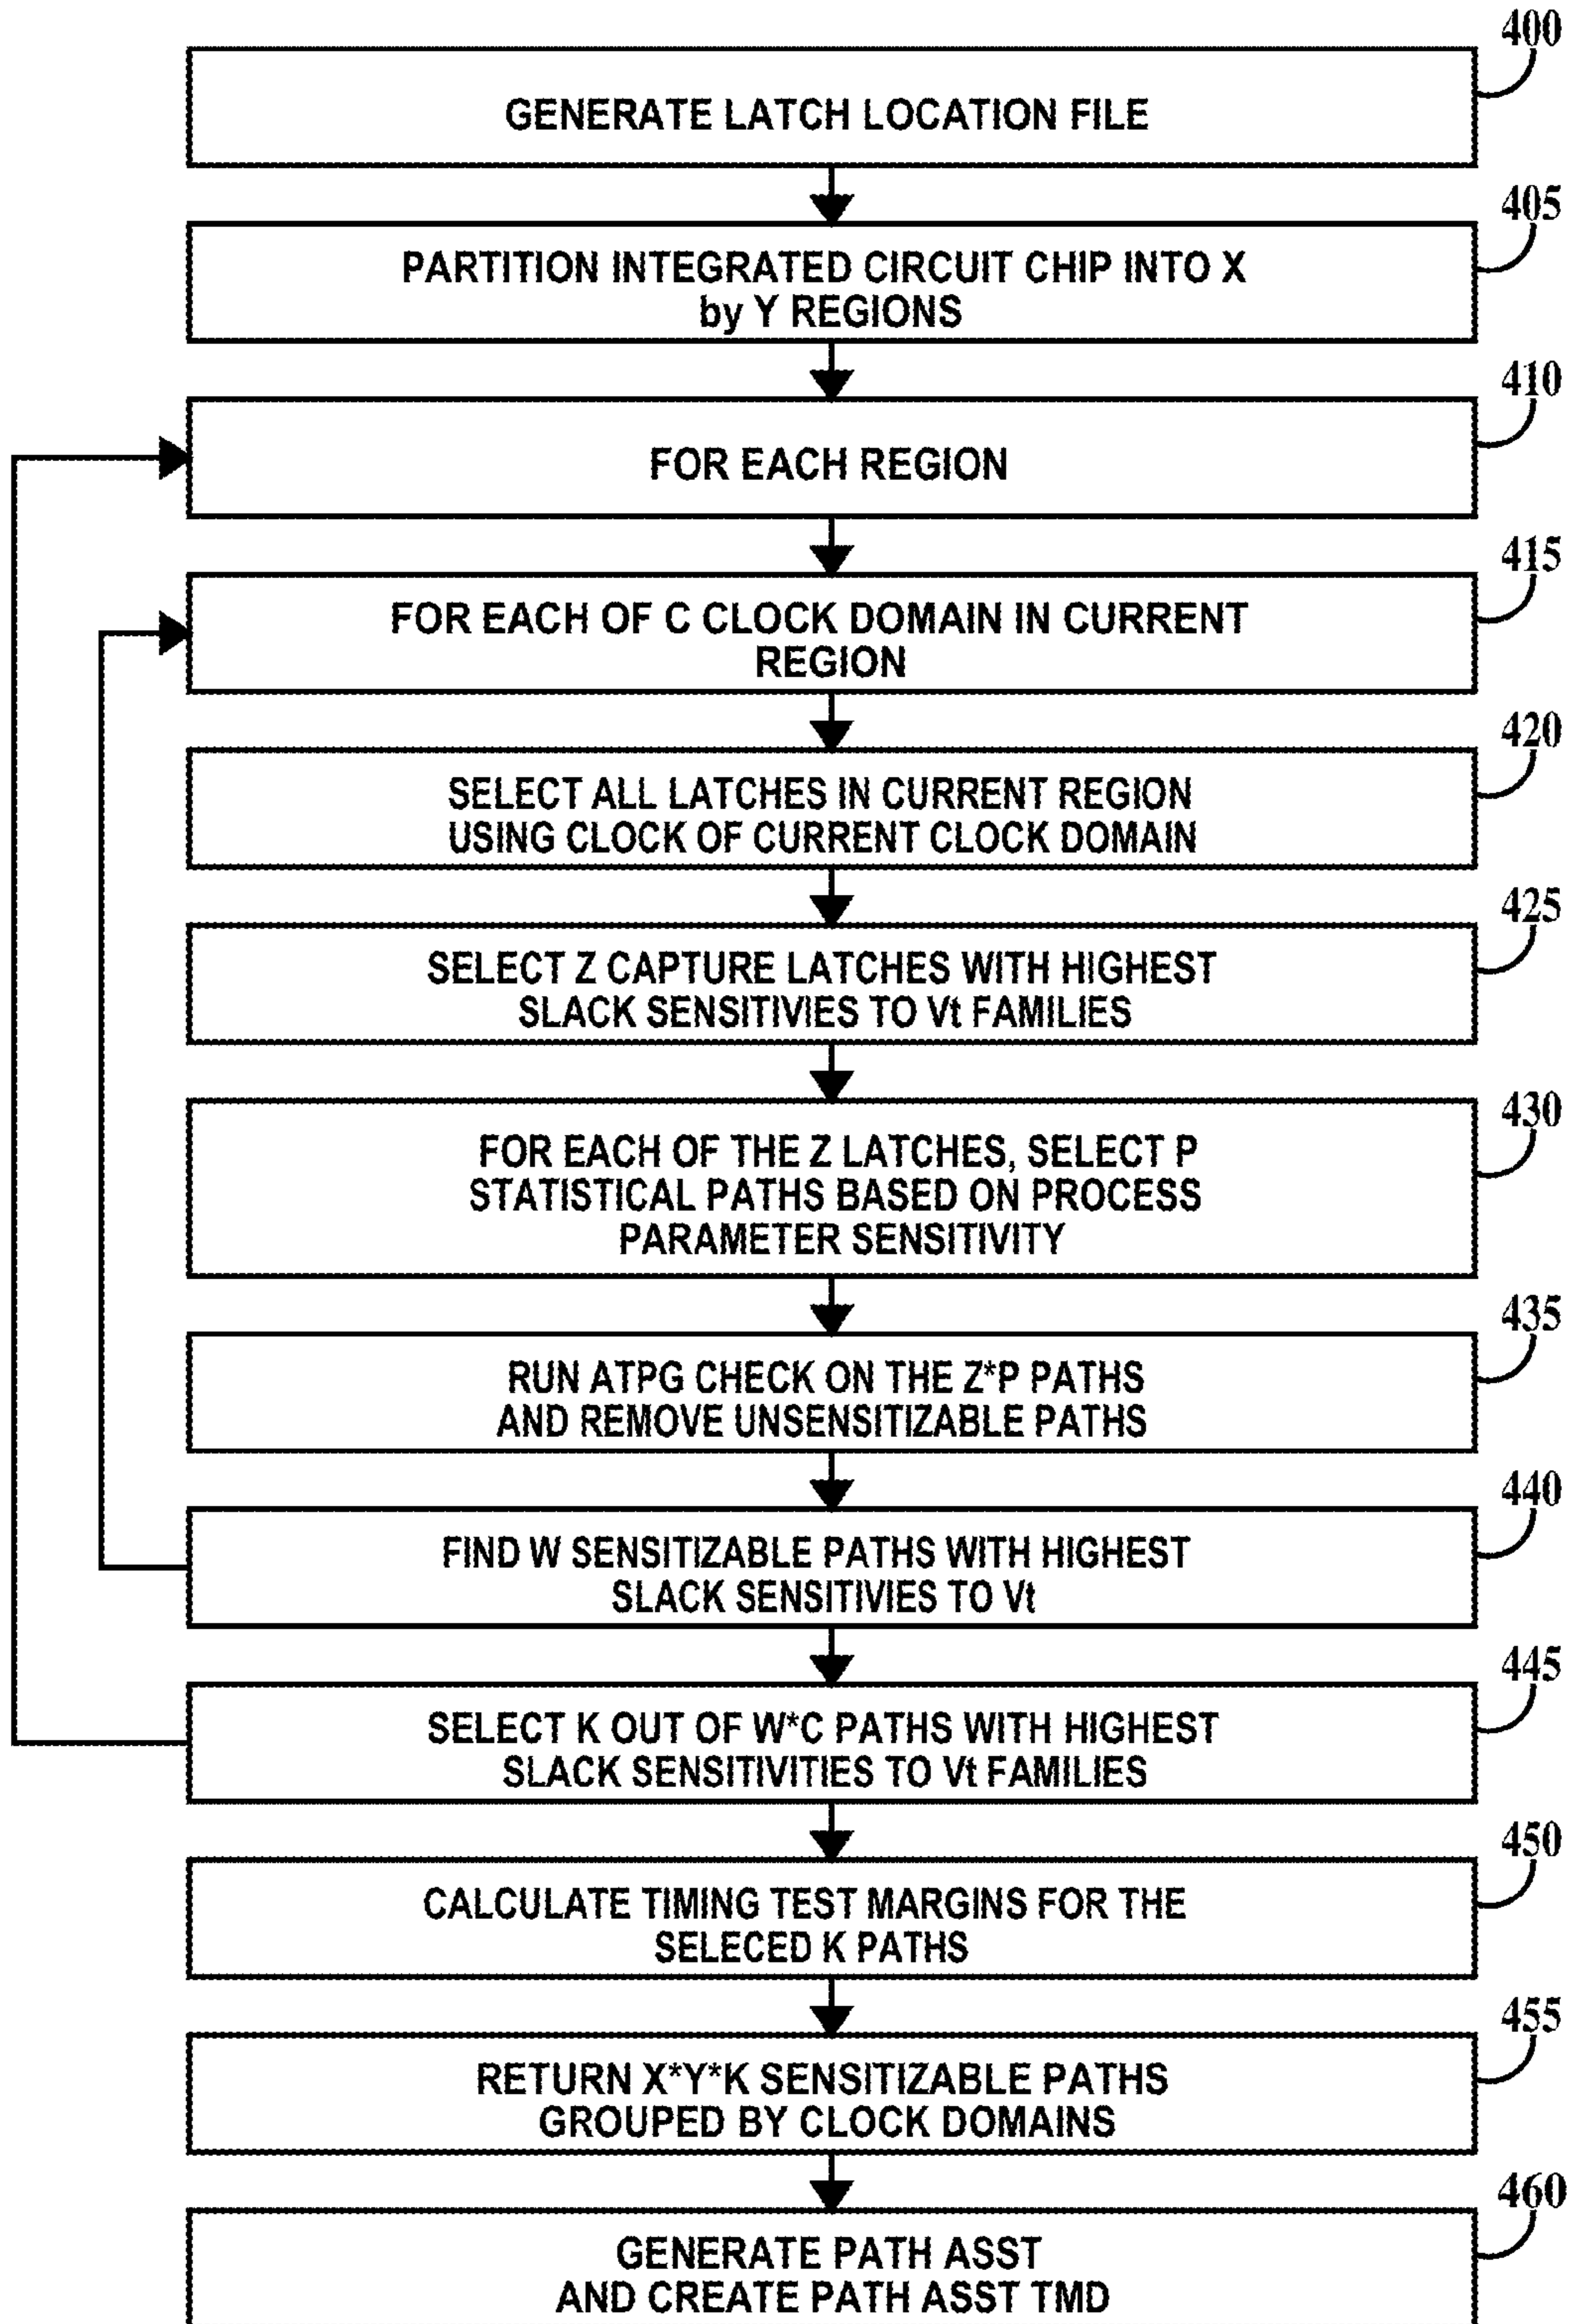 400
GENERATE LATCH LOCATION FILE
405
PARTITION INTEGRATED CIRCUIT CHIP INTO X
by Y REGIONS
410
FOR EACH REGION
415
FOR EACH OF C CLOCK DOMAIN IN CURRENT
REGION
420
SELECT ALL LATCHES IN CURRENT REGION
USING CLOCK OF CURRENT CLOCK DOMAIN
425
SELECT Z CAPTURE LATCHES WITH HIGHEST
SLACK SENSITIVIES TO Vt FAMILIES
430
FOR EACH OF THE Z LATCHES, SELECT P
STATISTICAL PATHS BASED ON PROCESS
PARAMETER SENSITIVITY
435
RUN ATPG CHECK ON THE Z*P PATHS
AND REMOVE UNSENSITIZABLE PATHS
440
FIND W SENSITIZABLE PATHS WITH HIGHEST
SLACK SENSITIVIES TO Vt
445
SELECT K OUT OF W*C PATHS WITH HIGHEST
SLACK SENSITIVITIES TO Vt FAMILIES
450
CALCULATE TIMING TEST MARGINS FOR THE
SELECED K PATHS
455
RETURN X*Y*K SENSITIZABLE PATHS
GROUPED BY CLOCK DOMAINS
460
GENERATE PATH ASST
AND CREATE PATH ASST TMD